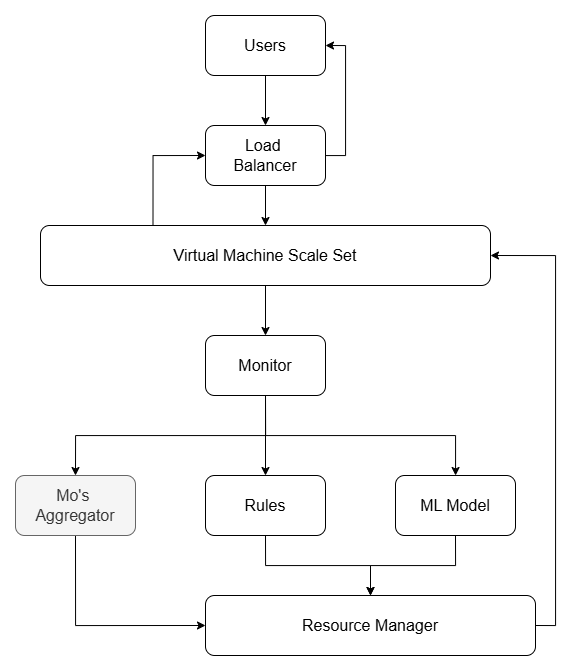 Users
Load
Balancer
Virtual Machine Scale Set
Monitor
Mo's
Aggregator
Rules
ML Model
Resource Manager